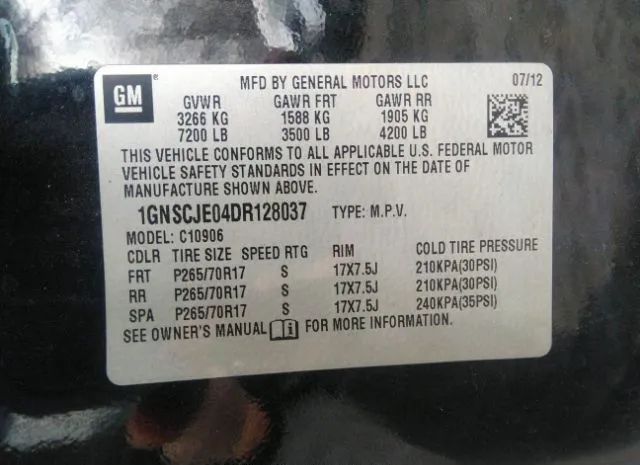 GM ® MFD BY GENERAL MOTORS LLC 07/12
GVWR GAWR FRT GAWR RR
3266 KG 1588 KG 1905 KG
7200 LB 3500 LB 4200 LB
THIS VEHICLE CONFORMS TO ALL APPLICABLE U.S. FEDERAL MOTOR
VEHICLE SAFETY STANDARDS IN EFFECT ON THE DATE OF
MANUFACTURE SHOWN ABOVE.
1GNSCJE04DR128037 TYPE: M.P.V.
MODEL: C10906
CDLR TIRE SIZE SPEED RTG RIM COLD TIRE PRESSURE
FRT P265/70R17 S 17X7.5J 210KPA(30PSI)
RR P265/70R17 S 17X7.5J 210KPA(30PSI)
SPA P265/70R17 S 17X7.5J 240KPA(35PSI)
SEE OWNER'S MANUAL FOR MORE INFORMATION.